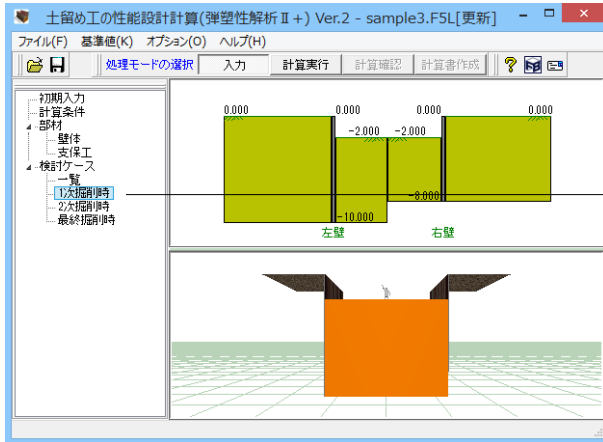 土留め工の性能設計計算(弾塑性解析Ⅱ+) Ver.2 - sample3.F5L[更新]
ファイル(F) 基準値(K) オプション(O) ヘルプ(H)
処理モードの選択 入力 計算実行 計算確認 計算書作成
初期入力
計算条件
部材
壁体
支保工
検討ケース
一覧
1次掘削時
2次掘削時
最終掘削時
0.000 0.000 0.000 0.000
-2.000 -2.000
-8.000
-10.000
左壁 右壁